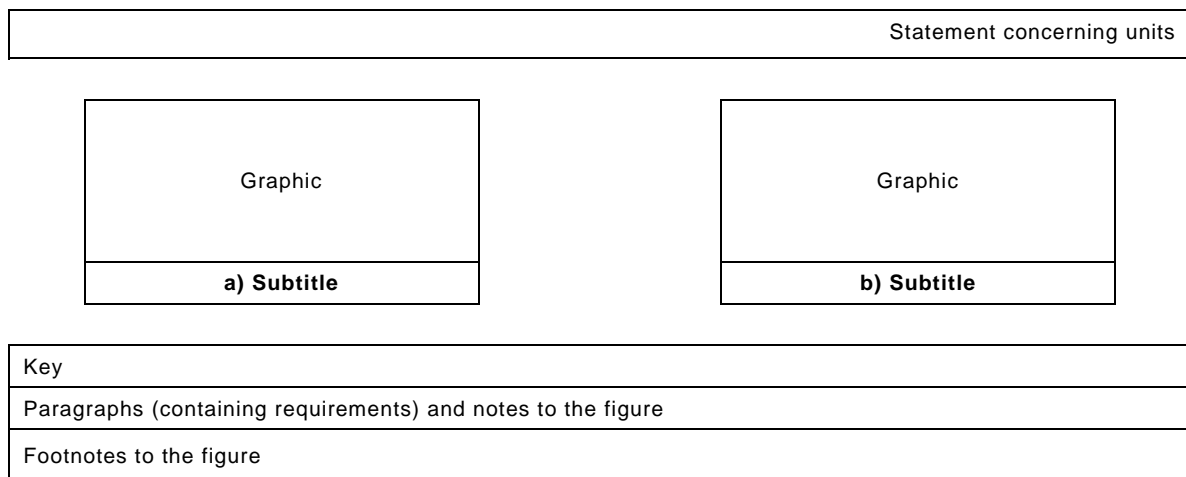 Statement concerning units
Graphic
Graphic
a) Subtitle
b) Subtitle
Key
Paragraphs (containing requirements) and notes to the figure
Footnotes to the figure